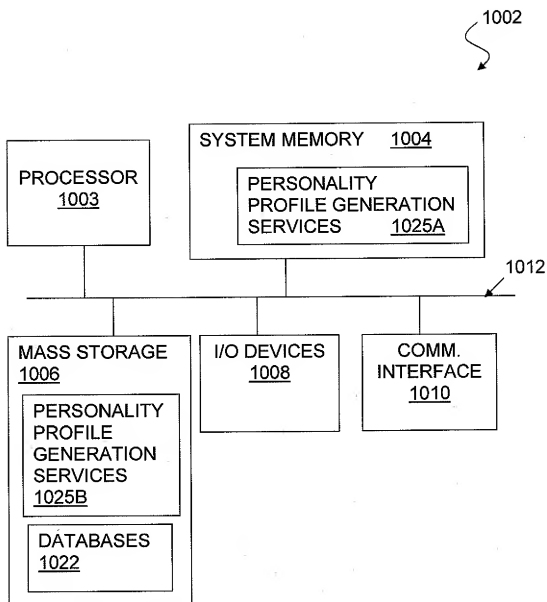 1002
SYSTEM MEMORY 1004
PERSONALITY
PROFILE GENERATION
SERVICES 1025A
PROCESSOR
1003
1012
MASS STORAGE
1006
PERSONALITY
PROFILE
GENERATION
SERVICES
1025B
DATABASES
1022
I/O DEVICES
1008
COMM.
INTERFACE
1010